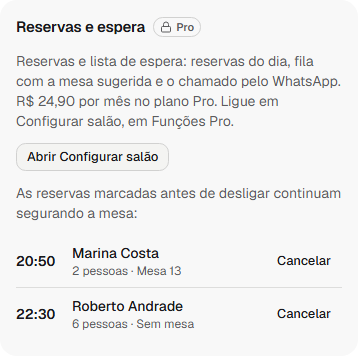 Reservas e espera Pro
Reservas e lista de espera: reservas do dia, fila
com a mesa sugerida e o chamado pelo WhatsApp.
R$ 24,90 por mês no plano Pro. Ligue em
Configurar salão, em Funções Pro.
Abrir Configurar salão
As reservas marcadas antes de desligar continuam
segurando a mesa:
20:50 Marina Costa Cancelar
2 pessoas · Mesa 13
22:30 Roberto Andrade Cancelar
6 pessoas · Sem mesa